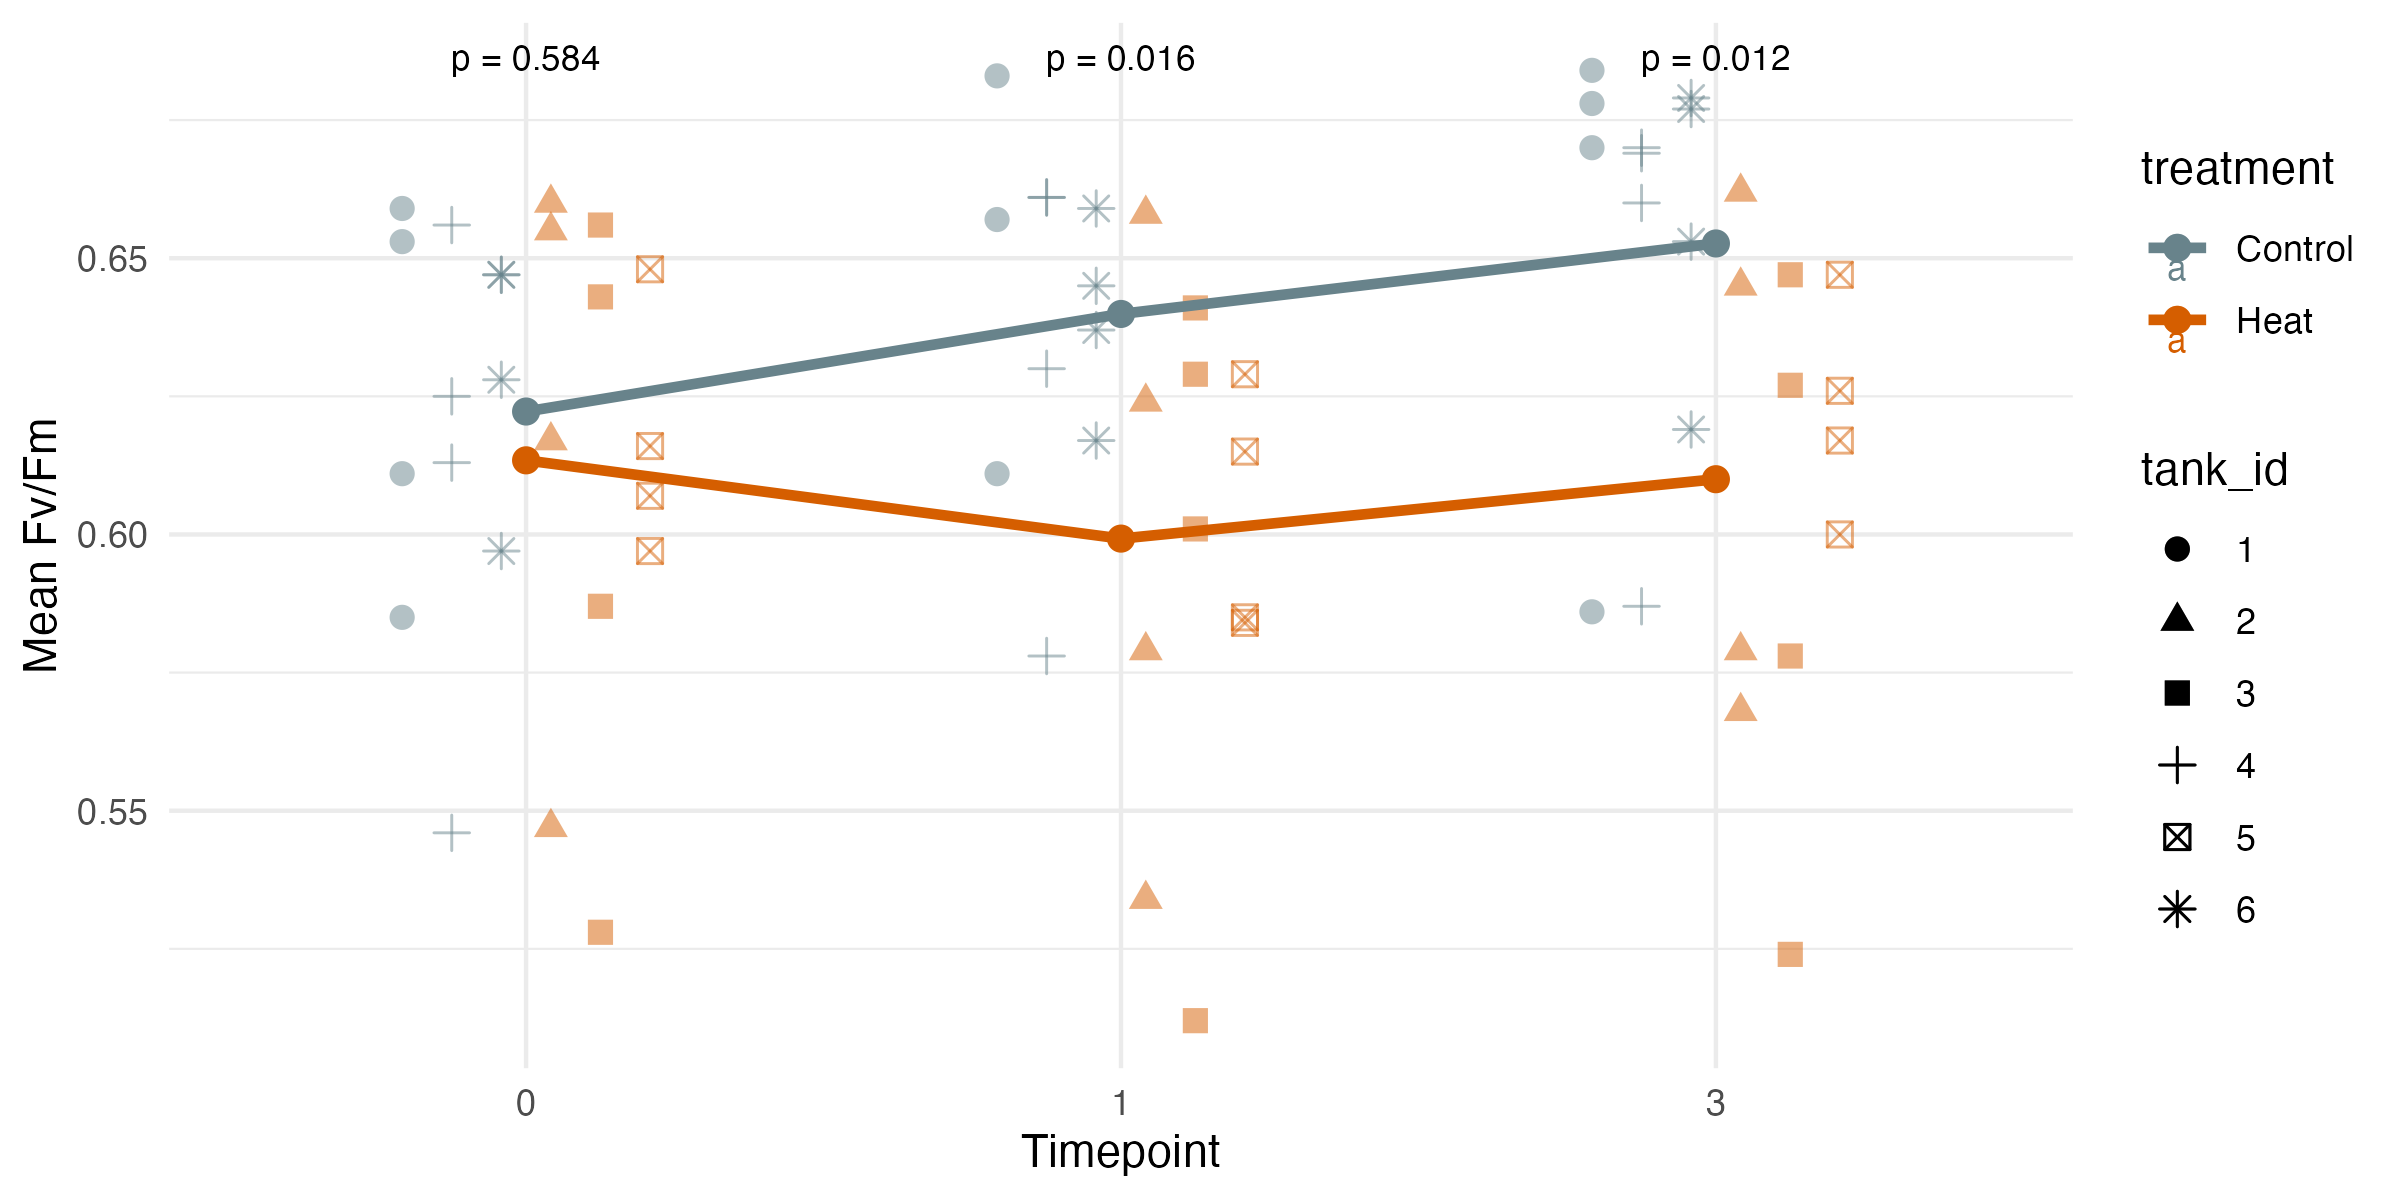 p = 0.584
p = 0.016
p = 0.012
Mean Fv/Fm
0.65
0.60
0.55
0
1
3
Timepoint
treatment
a Control
a Heat
tank_id
1
2
3
4
5
6